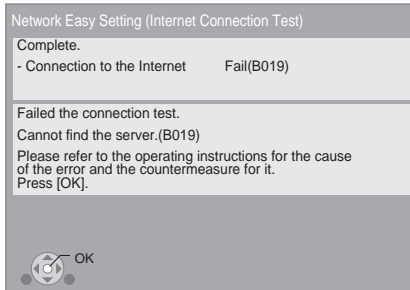 Network Easy Setting (Internet Connection Test)
Complete.
- Connection to the Internet Fail(B019)
Failed the connection test.
Cannot find the server.(B019)
Please refer to the operating instructions for the cause
of the error and the countermeasure for it.
Press [OK].
OK